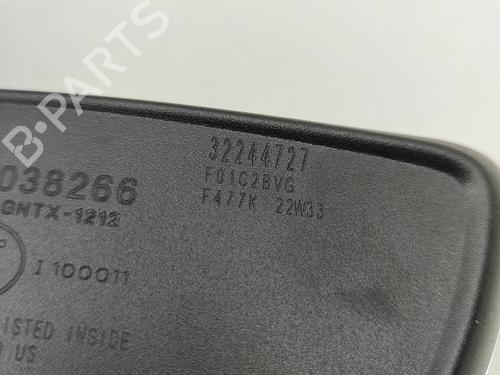 B-PARTS
32244727
F01C2BVG
F477K 22W33
038266
GNTX-1212
I 100011
ISTED INSIDE
US